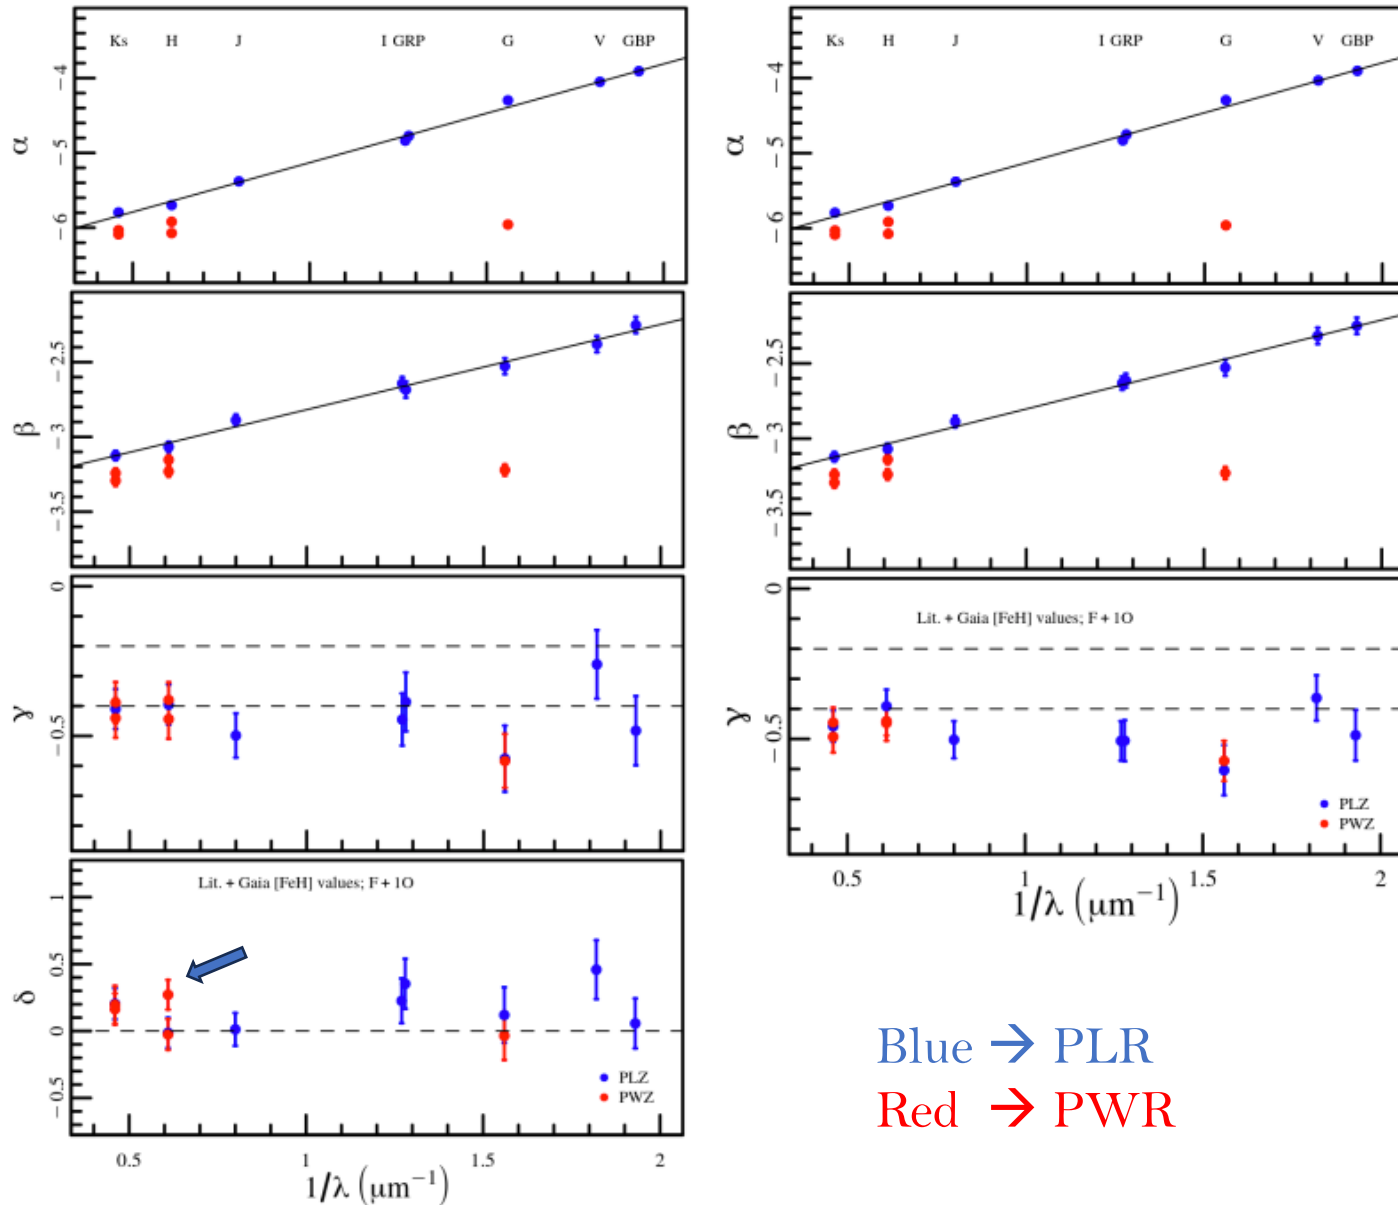 Ks H J I GRP G V GBP
α
−4
−5
−6
β
−2.5
−3
−3.5
γ
0
−0.5
Lit. + Gaia [FeH] values; F + 1O
δ
1
0.5
0
−0.5
PLZ
PWZ
0.5 1 1.5 2
1/λ (μm⁻¹)
Ks H J I GRP G V GBP
α
−4
−5
−6
β
−2.5
−3
−3.5
Lit. + Gaia [FeH] values; F + 1O
γ
0
−0.5
PLZ
PWZ
0.5 1 1.5 2
1/λ (μm⁻¹)
Blue → PLR
Red → PWR